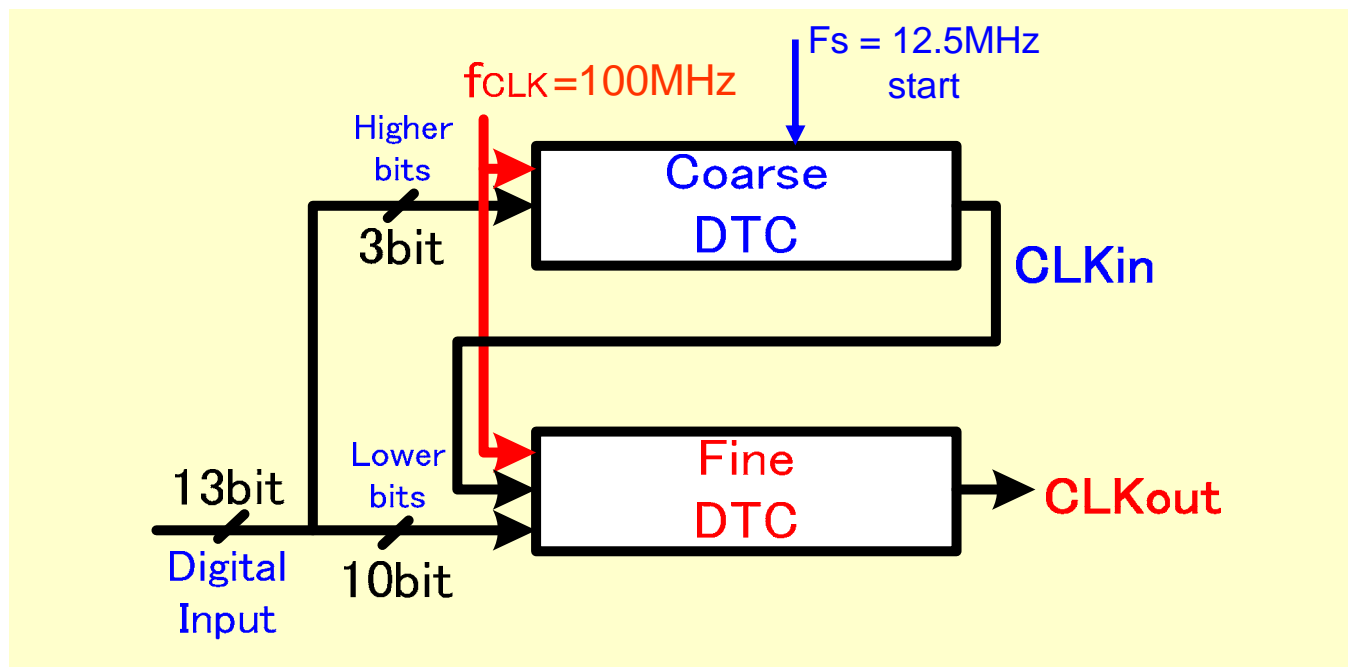 Fs = 12.5MHz
start
fCLK=100MHz
Higher
bits
3bit
Coarse
DTC
CLKin
13bit
Digital
Input
Lower
bits
10bit
Fine
DTC
CLKout